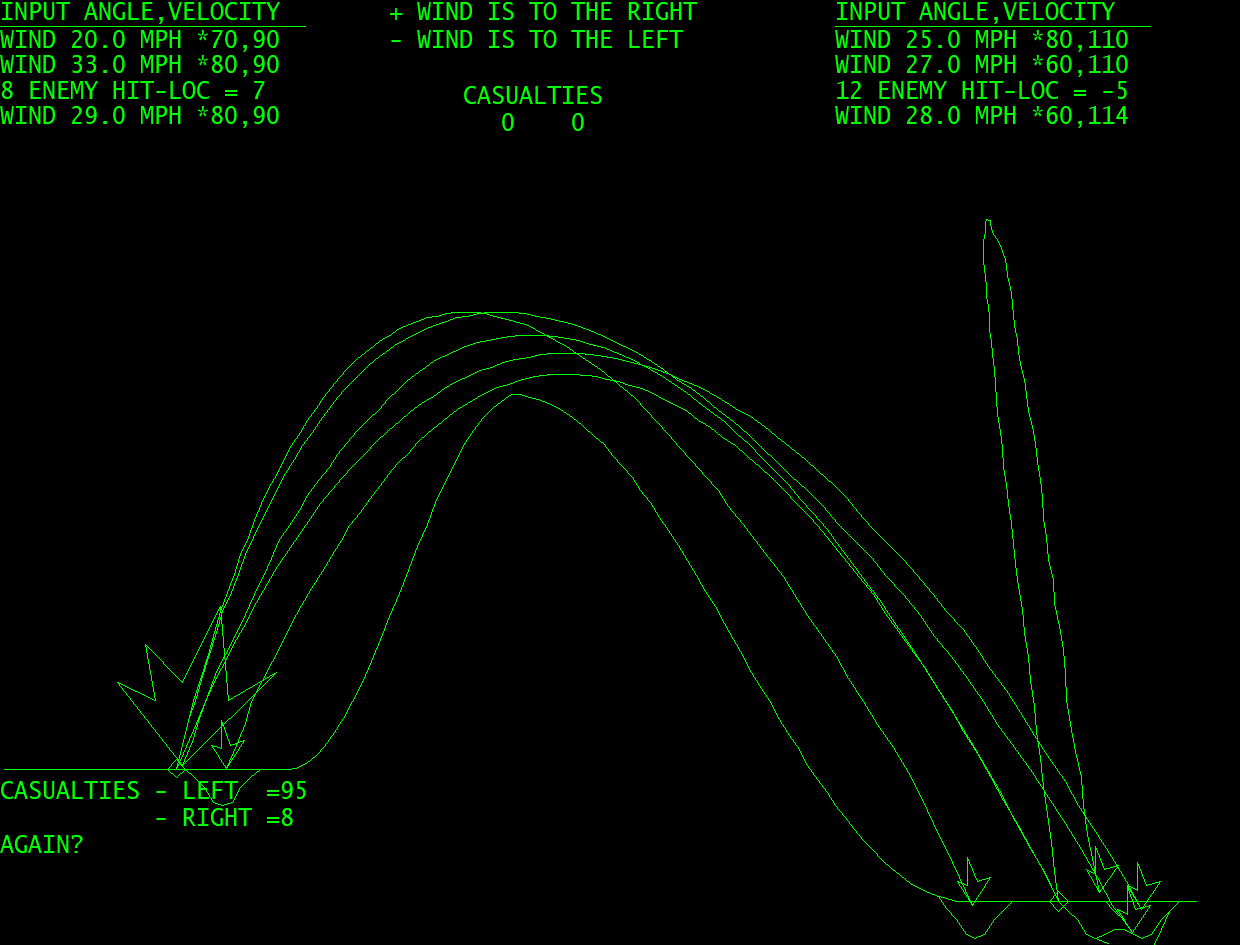 INPUT ANGLE,VELOCITY
WIND 20.0 MPH *70,90
WIND 33.0 MPH *80,90
8 ENEMY HIT-LOC = 7
WIND 29.0 MPH *80,90
+ WIND IS TO THE RIGHT
- WIND IS TO THE LEFT
CASUALTIES
0 0
INPUT ANGLE,VELOCITY
WIND 25.0 MPH *80,110
WIND 27.0 MPH *60,110
12 ENEMY HIT-LOC = -5
WIND 28.0 MPH *60,114
CASUALTIES - LEFT =95
- RIGHT =8
AGAIN?